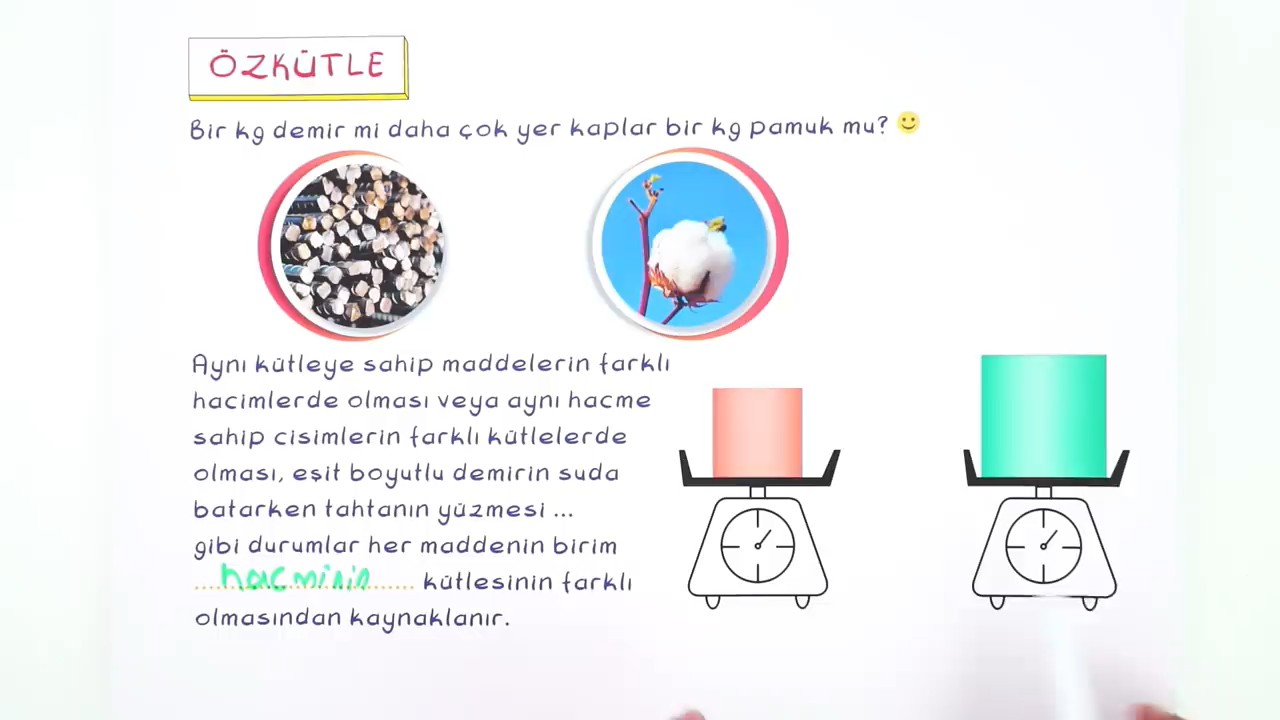 ÖZKÜTLE
Bir kg demir mi daha çok yer kaplar bir kg pamuk mu? 🙂
Aynı kütleye sahip maddelerin farklı
hacimlerde olması veya aynı hacme
sahip cisimlerin farklı kütlelerde
olması, eşit boyutlu demirin suda
batarken tahtanın yüzmesi ...
gibi durumlar her maddenin birim
hacminin kütlesinin farklı
olmasından kaynaklanır.